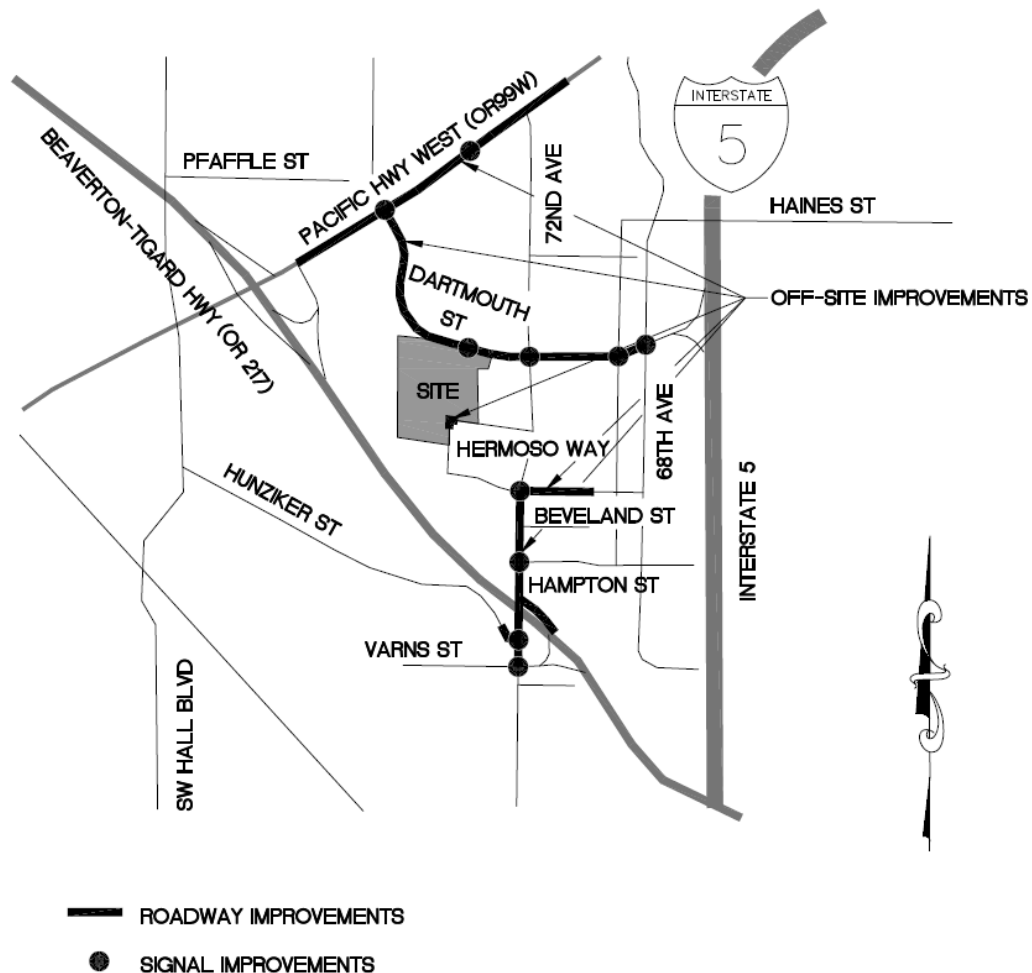 INTERSTATE
5
PACIFIC HWY WEST (OR99W)
BEAVERTON-TIGARD HWY (OR 217)
PFAFFLE ST
72ND AVE
HAINES ST
DARTMOUTH
ST
OFF-SITE IMPROVEMENTS
SITE
68TH AVE
HERMOSO WAY
HUNZIKER ST
BEVELAND ST
INTERSTATE 5
HAMPTON ST
VARNS ST
SW HALL BLVD
ROADWAY IMPROVEMENTS
SIGNAL IMPROVEMENTS